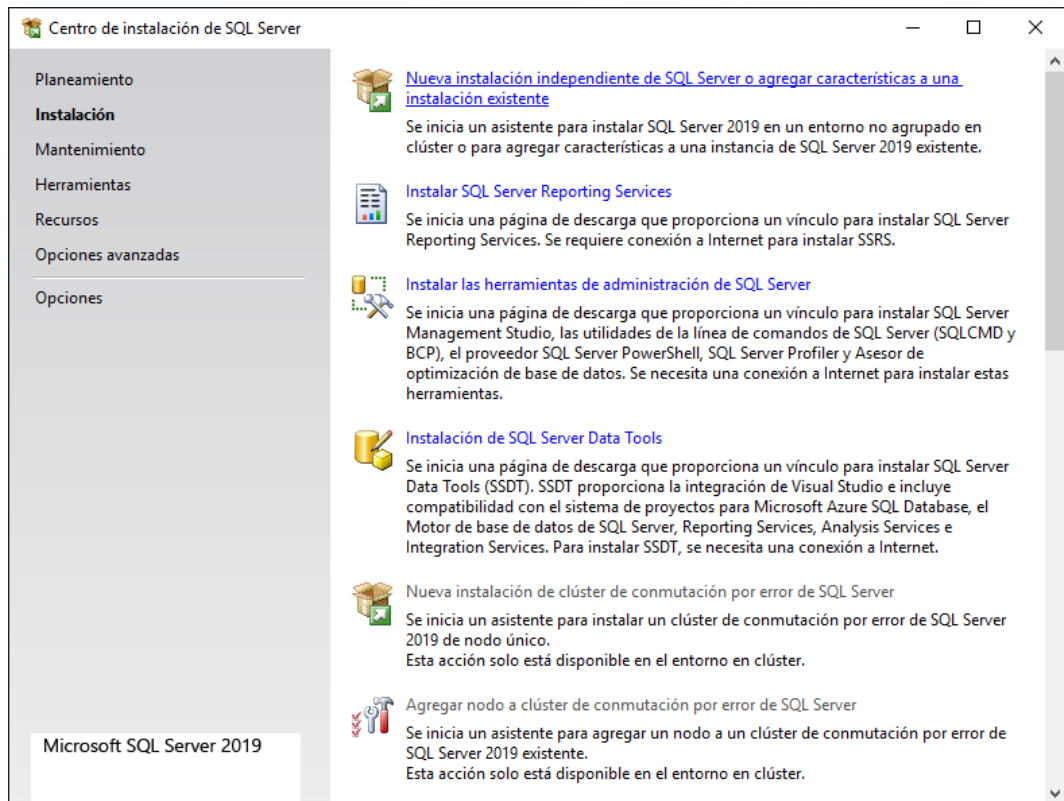 Centro de instalación de SQL Server
Planeamiento
Instalación
Mantenimiento
Herramientas
Recursos
Opciones avanzadas
Opciones
Microsoft SQL Server 2019
Nueva instalación independiente de SQL Server o agregar características a una
instalación existente
Se inicia un asistente para instalar SQL Server 2019 en un entorno no agrupado en
clúster o para agregar características a una instancia de SQL Server 2019 existente.
Instalar SQL Server Reporting Services
Se inicia una página de descarga que proporciona un vínculo para instalar SQL Server
Reporting Services. Se requiere conexión a Internet para instalar SSRS.
Instalar las herramientas de administración de SQL Server
Se inicia una página de descarga que proporciona un vínculo para instalar SQL Server
Management Studio, las utilidades de la línea de comandos de SQL Server (SQLCMD y
BCP), el proveedor SQL Server PowerShell, SQL Server Profiler y Asesor de
optimización de base de datos. Se necesita una conexión a Internet para instalar estas
herramientas.
Instalación de SQL Server Data Tools
Se inicia una página de descarga que proporciona un vínculo para instalar SQL Server
Data Tools (SSDT). SSDT proporciona la integración de Visual Studio e incluye
compatibilidad con el sistema de proyectos para Microsoft Azure SQL Database, el
Motor de base de datos de SQL Server, Reporting Services, Analysis Services e
Integration Services. Para instalar SSDT, se necesita una conexión a Internet.
Nueva instalación de clúster de conmutación por error de SQL Server
Se inicia un asistente para instalar un clúster de conmutación por error de SQL Server
2019 de nodo único.
Esta acción solo está disponible en el entorno en clúster.
Agregar nodo a clúster de conmutación por error de SQL Server
Se inicia un asistente para agregar un nodo a un clúster de conmutación por error de
SQL Server 2019 existente.
Esta acción solo está disponible en el entorno en clúster.